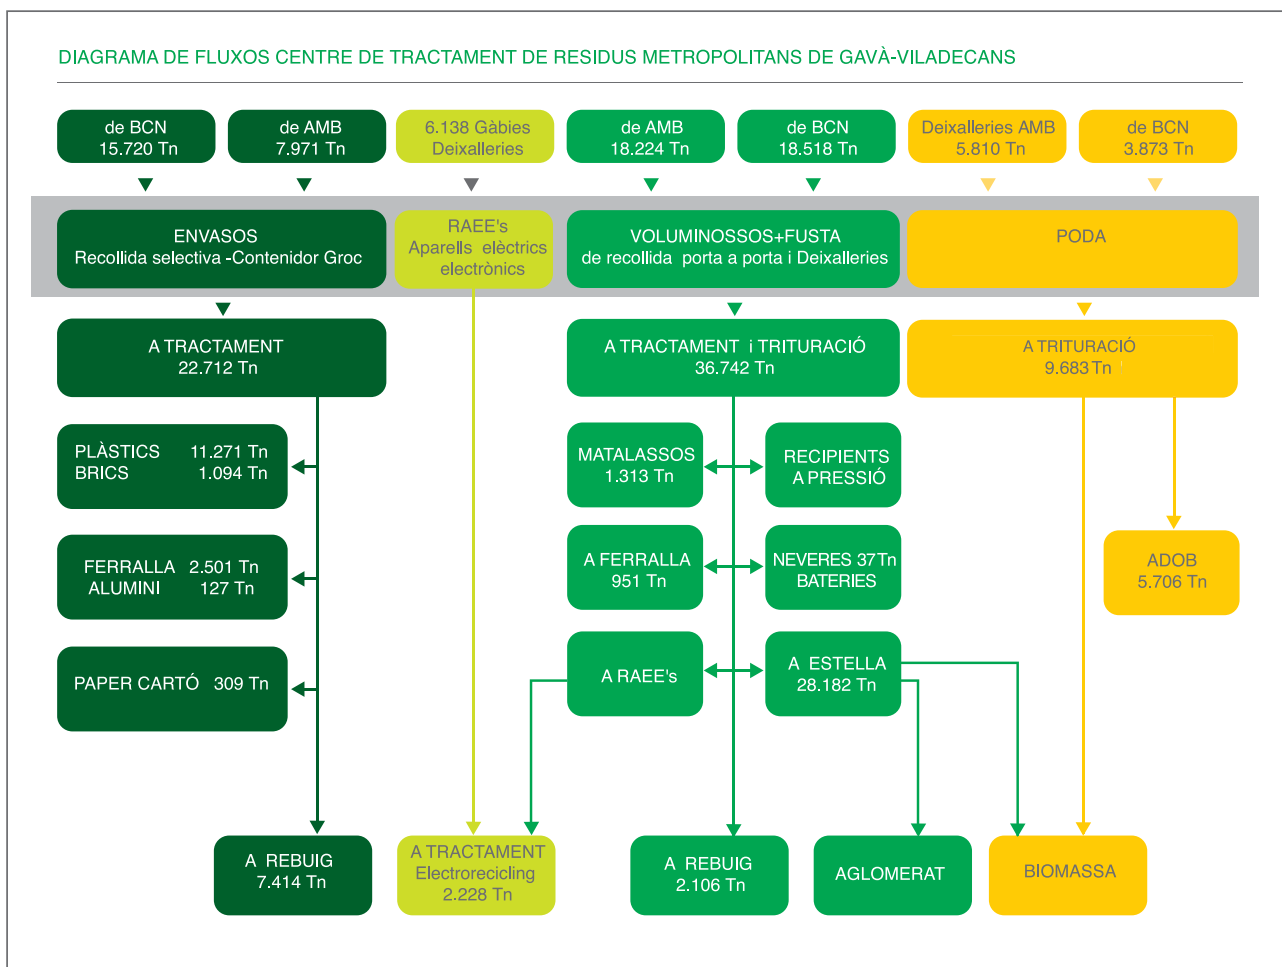 DIAGRAMA DE FLUXOS CENTRE DE TRACTAMENT DE RESIDUS METROPOLITANS DE GAVÀ-VILADECANS
de BCN
15.720 Tn
de AMB
7.971 Tn
6.138 Gàbies
Deixalleries
de AMB
18.224 Tn
de BCN
18.518 Tn
Deixalleries AMB
5.810 Tn
de BCN
3.873 Tn
ENVASOS
Recollida selectiva -Contenidor Groc
RAEE's
Aparells elèctrics
electrònics
VOLUMINOSSOS+FUSTA
de recollida porta a porta i Deixalleries
PODA
A TRACTAMENT
22.712 Tn
A TRACTAMENT i TRITURACIÓ
36.742 Tn
A TRITURACIÓ
9.683 Tn
PLÀSTICS 11.271 Tn
BRICS 1.094 Tn
MATALASSOS
1.313 Tn
RECIPIENTS
A PRESSIÓ
FERRALLA 2.501 Tn
ALUMINI 127 Tn
A FERRALLA
951 Tn
NEVERES 37 Tn
BATERIES
ADOB
5.706 Tn
PAPER CARTÓ 309 Tn
A RAEE's
A ESTELLA
28.182 Tn
A REBUIG
7.414 Tn
A TRACTAMENT
Electrorecicling
2.228 Tn
A REBUIG
2.106 Tn
AGLOMERAT
BIOMASSA